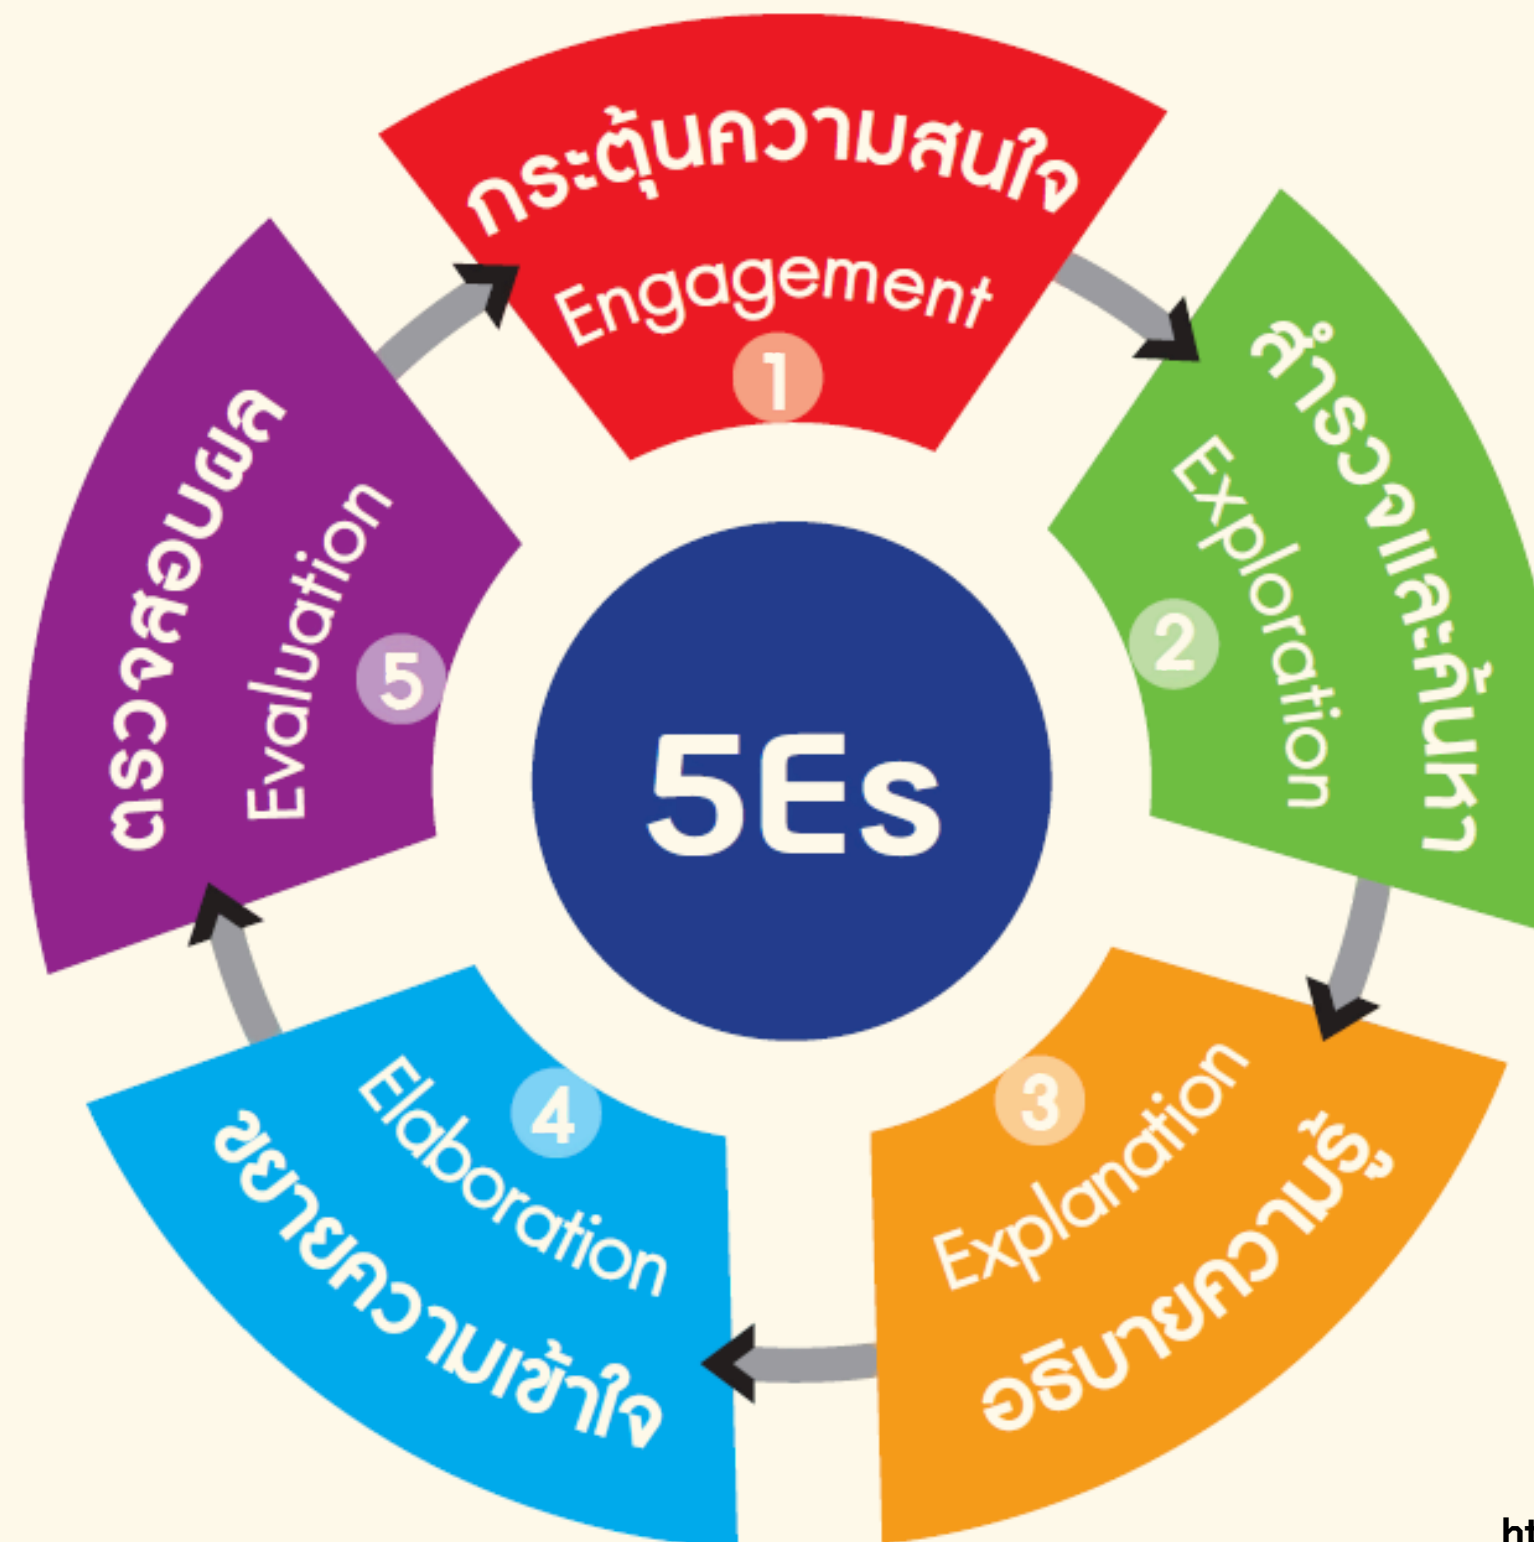 กระตุ้นความสนใจ
Engagement
1
สำรวจและค้นหา
Exploration
2
อธิบายความรู้
Explanation
3
ขยายความเข้าใจ
Elaboration
4
ตรวจสอบผล
Evaluation
5
5Es
ht